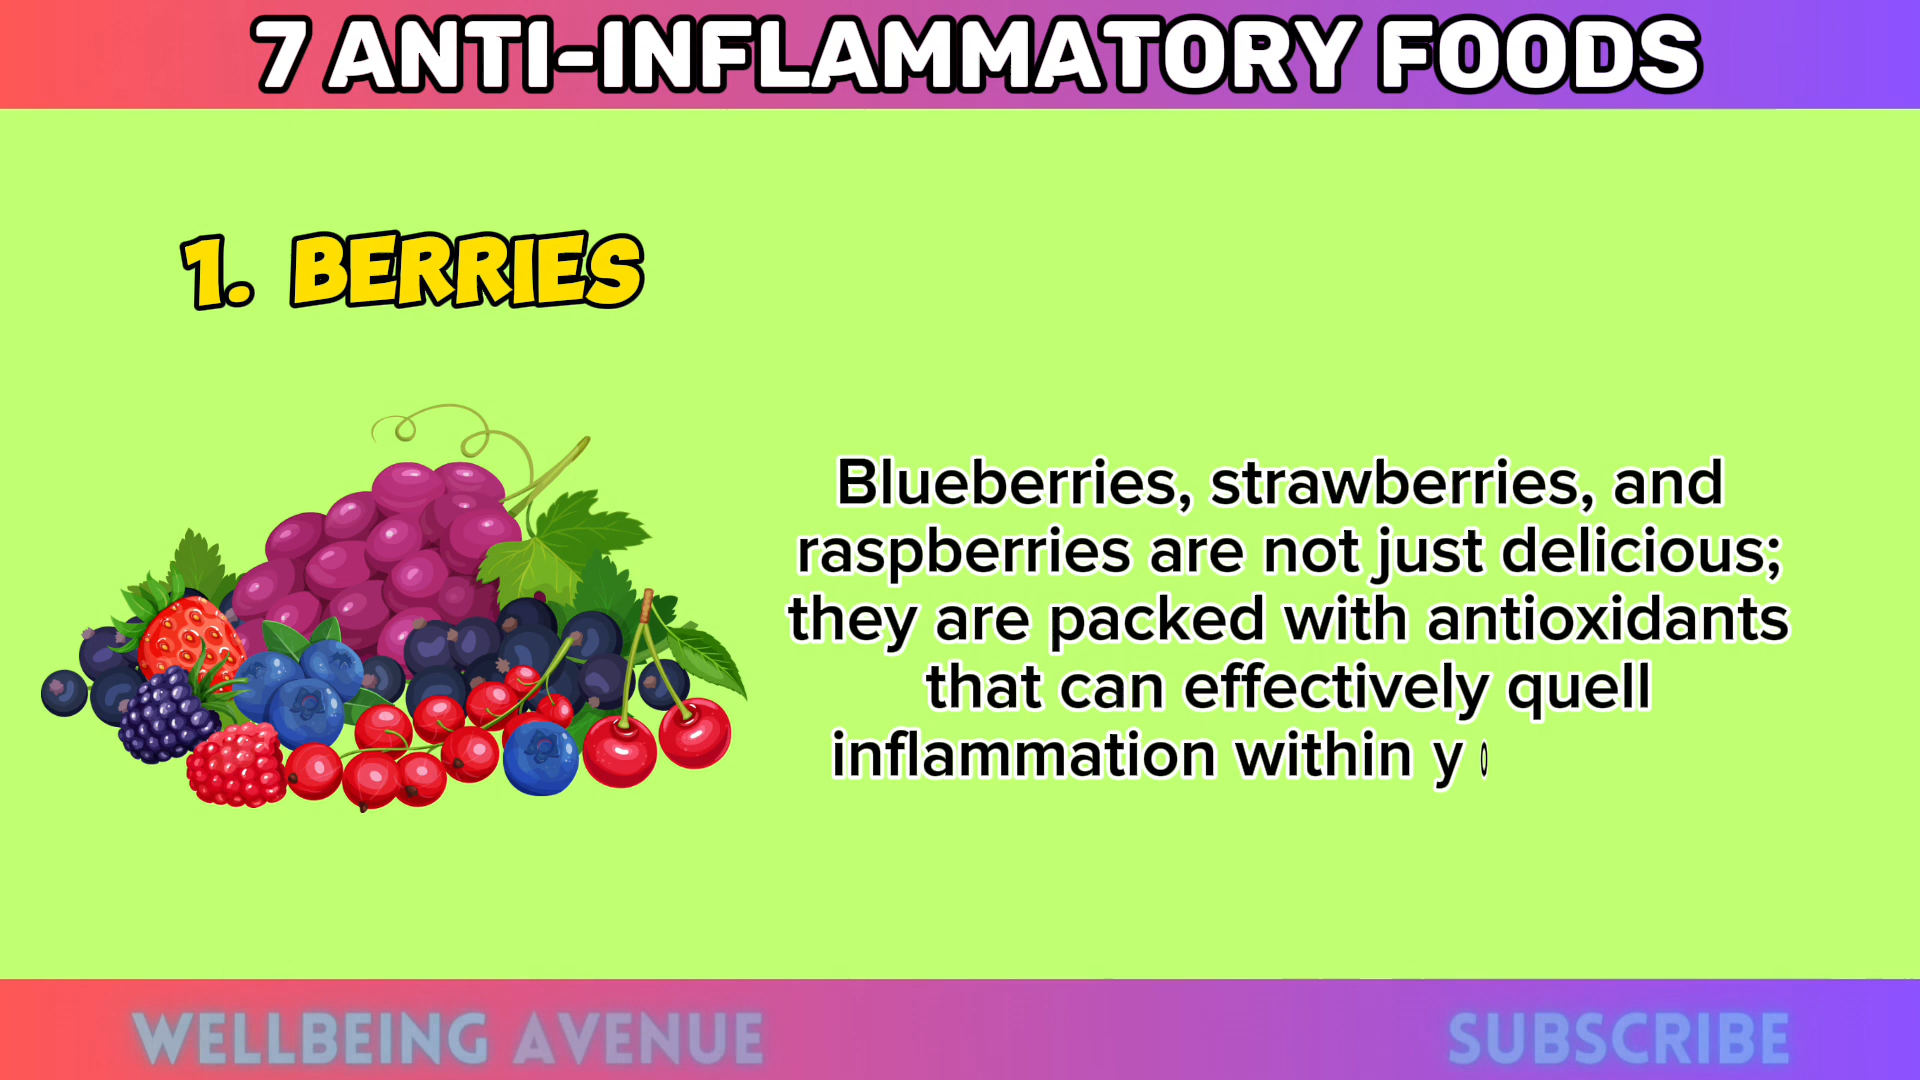 7 ANTI-INFLAMMATORY FOODS
1. BERRIES
Blueberries, strawberries, and
raspberries are not just delicious;
they are packed with antioxidants
that can effectively quell
inflammation within y
WELLBEING AVENUE
SUBSCRIBE